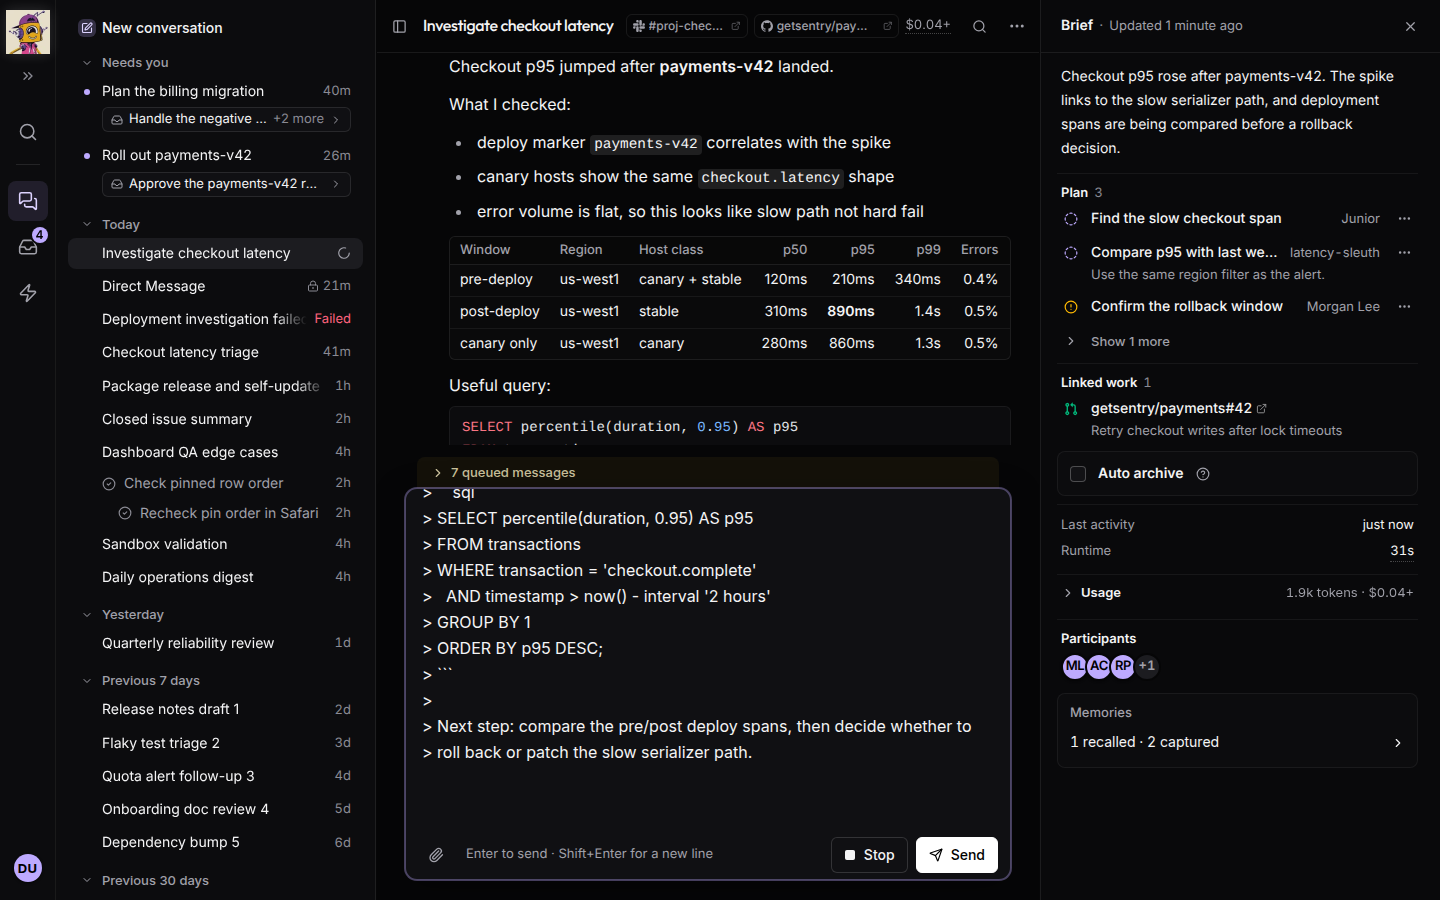 New conversation
Needs you
Plan the billing migration 40m
Handle the negative ... +2 more
Roll out payments-v42 26m
Approve the payments-v42 r...
Today
Investigate checkout latency
Direct Message 21m
Deployment investigation failed Failed
Checkout latency triage 41m
Package release and self-update 1h
Closed issue summary 2h
Dashboard QA edge cases 4h
Check pinned row order 2h
Recheck pin order in Safari 2h
Sandbox validation 4h
Daily operations digest 4h
Yesterday
Quarterly reliability review 1d
Previous 7 days
Release notes draft 1 2d
Flaky test triage 2 3d
Quota alert follow-up 3 4d
Onboarding doc review 4 5d
Dependency bump 5 6d
Previous 30 days
4
DU
Investigate checkout latency #proj-chec... getsentry/pay... $0.04+
Checkout p95 jumped after payments-v42 landed.
What I checked:
• deploy marker payments-v42 correlates with the spike
• canary hosts show the same checkout.latency shape
• error volume is flat, so this looks like slow path not hard fail
Window Region Host class p50 p95 p99 Errors
pre-deploy us-west1 canary + stable 120ms 210ms 340ms 0.4%
post-deploy us-west1 stable 310ms 890ms 1.4s 0.5%
canary only us-west1 canary 280ms 860ms 1.3s 0.5%
Useful query:
SELECT percentile(duration, 0.95) AS p95
7 queued messages
> sql
> SELECT percentile(duration, 0.95) AS p95
> FROM transactions
> WHERE transaction = 'checkout.complete'
> AND timestamp > now() - interval '2 hours'
> GROUP BY 1
> ORDER BY p95 DESC;
> ```
>
> Next step: compare the pre/post deploy spans, then decide whether to
> roll back or patch the slow serializer path.
Enter to send · Shift+Enter for a new line
Stop
Send
Brief · Updated 1 minute ago
Checkout p95 rose after payments-v42. The spike
links to the slow serializer path, and deployment
spans are being compared before a rollback
decision.
Plan 3
Find the slow checkout span Junior
Compare p95 with last we... latency-sleuth
Use the same region filter as the alert.
Confirm the rollback window Morgan Lee
Show 1 more
Linked work 1
getsentry/payments#42
Retry checkout writes after lock timeouts
Auto archive
Last activity just now
Runtime 31s
Usage 1.9k tokens · $0.04+
Participants
ML AC RP +1
Memories
1 recalled · 2 captured